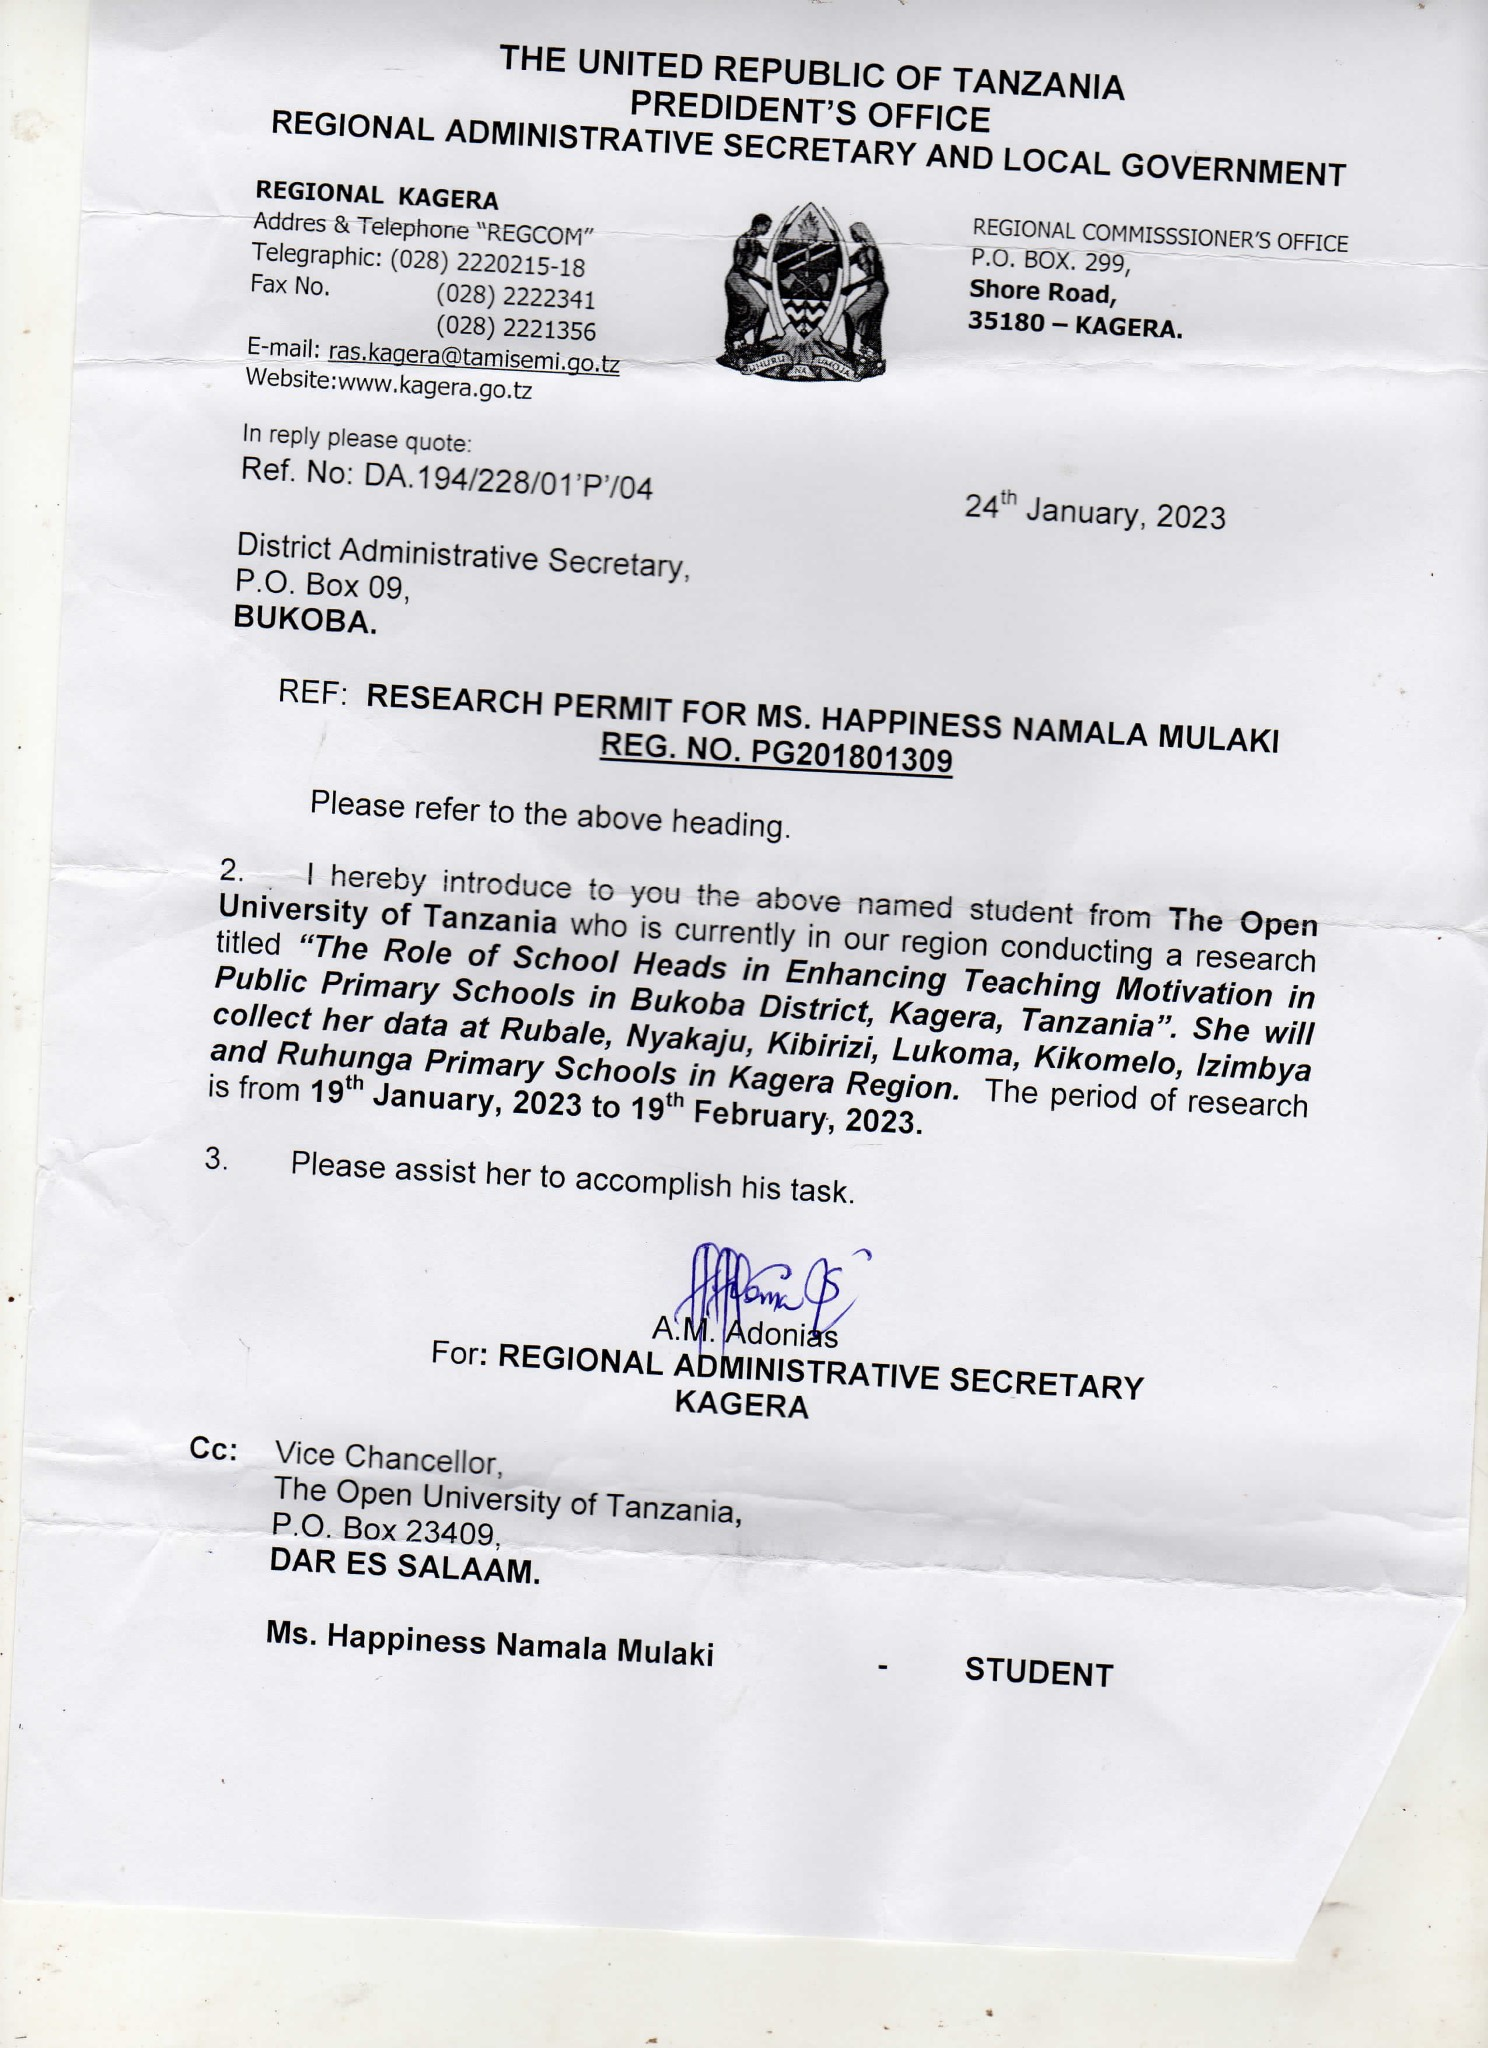 THE UNITED REPUBLIC OF TANZANIA
PREDIDENT'S OFFICE
REGIONAL ADMINISTRATIVE SECRETARY AND LOCAL GOVERNMENT
REGIONAL KAGERA
Addres & Telephone "REGCOM"
Telegraphic: (028) 2220215-18
Fax No. (028) 2222341
(028) 2221356
E-mail: ras.kagera@tamisemi.go.tz
Website:www.kagera.go.tz
UHURU NA UMOJA
REGIONAL COMMISSSIONER'S OFFICE
P.O. BOX. 299,
Shore Road,
35180 – KAGERA.
In reply please quote:
Ref. No: DA.194/228/01'P'/04
24th January, 2023
District Administrative Secretary,
P.O. Box 09,
BUKOBA.
REF: RESEARCH PERMIT FOR MS. HAPPINESS NAMALA MULAKI
REG. NO. PG201801309
Please refer to the above heading.
2. I hereby introduce to you the above named student from The Open
University of Tanzania who is currently in our region conducting a research
titled "The Role of School Heads in Enhancing Teaching Motivation in
Public Primary Schools in Bukoba District, Kagera, Tanzania". She will
collect her data at Rubale, Nyakaju, Kibirizi, Lukoma, Kikomelo, Izimbya
and Ruhunga Primary Schools in Kagera Region. The period of research
is from 19th January, 2023 to 19th February, 2023.
3. Please assist her to accomplish his task.
A.M. Adonias
For: REGIONAL ADMINISTRATIVE SECRETARY
KAGERA
Cc: Vice Chancellor,
The Open University of Tanzania,
P.O. Box 23409,
DAR ES SALAAM.
Ms. Happiness Namala Mulaki - STUDENT